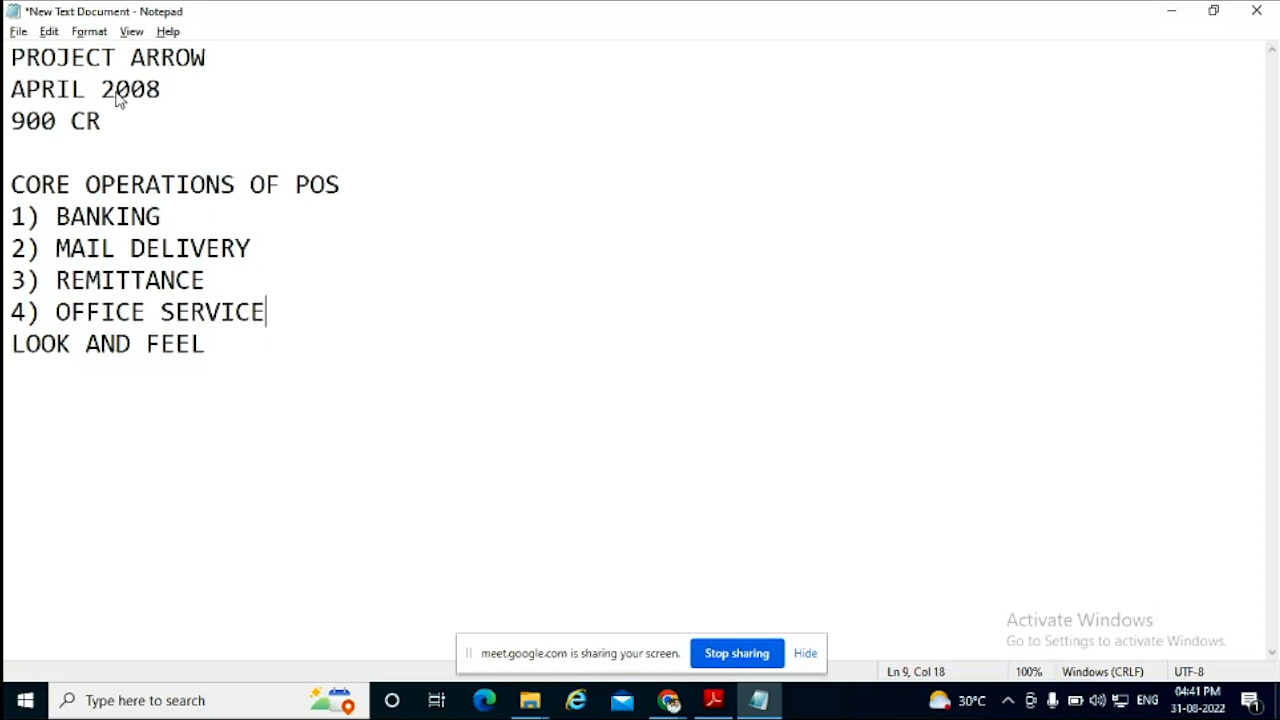 *New Text Document - Notepad
File Edit Format View Help
PROJECT ARROW
APRIL 2008
900 CR
CORE OPERATIONS OF POS
1) BANKING
2) MAIL DELIVERY
3) REMITTANCE
4) OFFICE SERVICE
LOOK AND FEEL
Activate Windows
Go to Settings to activate Windows.
meet.google.com is sharing your screen. Stop sharing Hide
Ln 9, Col 18 100% Windows (CRLF) UTF-8
Type here to search 30°C ENG 04:41 PM
31-08-2022 1